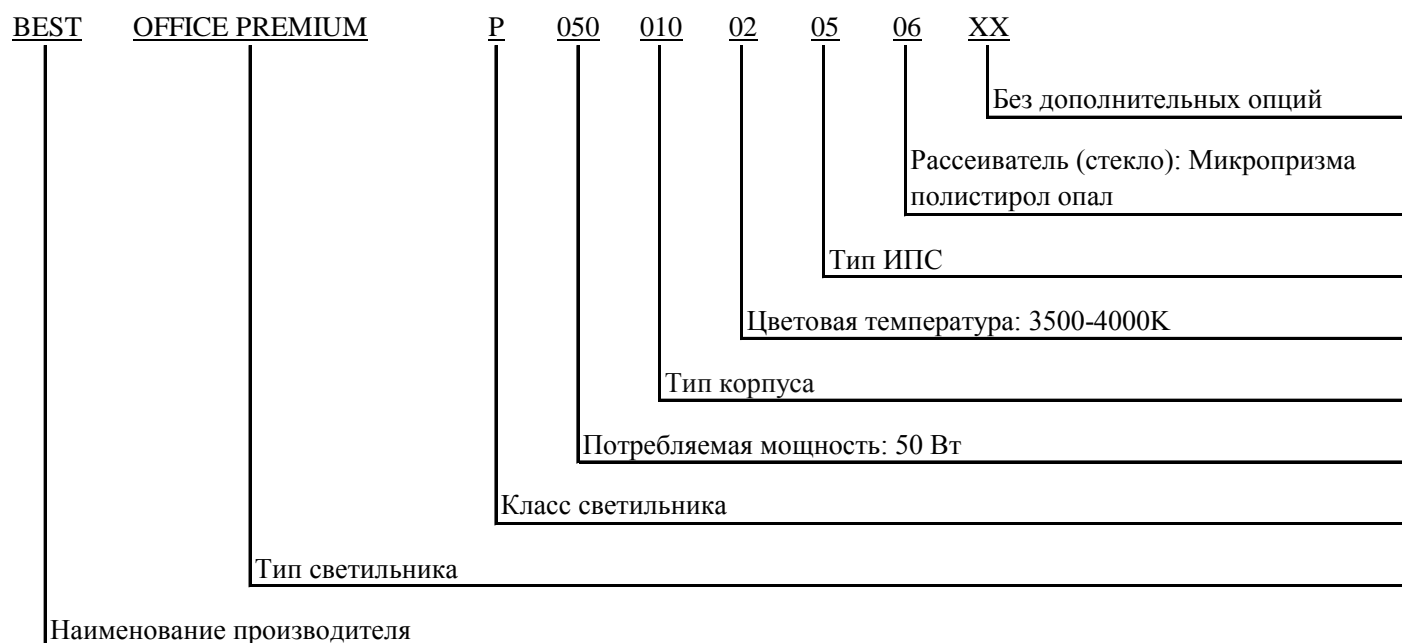 BEST OFFICE PREMIUM P 050 010 02 05 06 XX
Без дополнительных опций
Рассеиватель (стекло): Микропризма
полистирол опал
Тип ИПС
Цветовая температура: 3500-4000K
Тип корпуса
Потребляемая мощность: 50 Вт
Класс светильника
Тип светильника
Наименование производителя